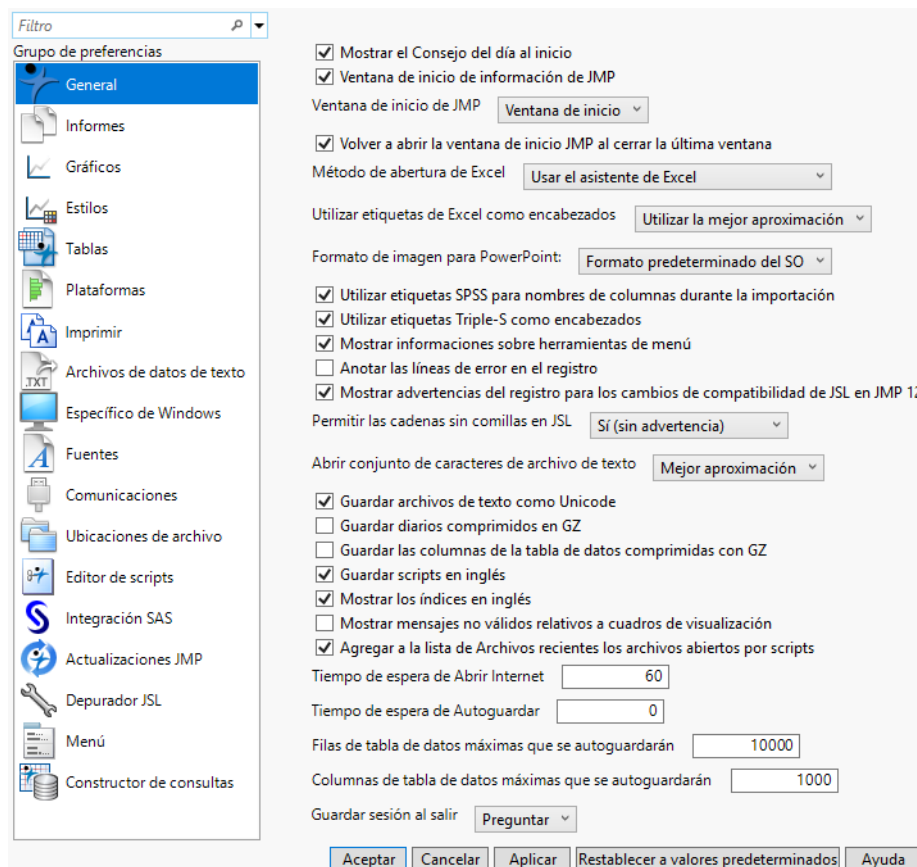 Filtro
Grupo de preferencias
General
Informes
Gráficos
Estilos
Tablas
Plataformas
Imprimir
.TXT
Archivos de datos de texto
Específico de Windows
Fuentes
Comunicaciones
Ubicaciones de archivo
Editor de scripts
Integración SAS
Actualizaciones JMP
Depurador JSL
Menú
Constructor de consultas
Mostrar el Consejo del día al inicio
Ventana de inicio de información de JMP
Ventana de inicio de JMP Ventana de inicio
Volver a abrir la ventana de inicio JMP al cerrar la última ventana
Método de abertura de Excel Usar el asistente de Excel
Utilizar etiquetas de Excel como encabezados Utilizar la mejor aproximación
Formato de imagen para PowerPoint: Formato predeterminado del SO
Utilizar etiquetas SPSS para nombres de columnas durante la importación
Utilizar etiquetas Triple-S como encabezados
Mostrar informaciones sobre herramientas de menú
Anotar las líneas de error en el registro
Mostrar advertencias del registro para los cambios de compatibilidad de JSL en JMP 12
Permitir las cadenas sin comillas en JSL Sí (sin advertencia)
Abrir conjunto de caracteres de archivo de texto Mejor aproximación
Guardar archivos de texto como Unicode
Guardar diarios comprimidos en GZ
Guardar las columnas de la tabla de datos comprimidas con GZ
Guardar scripts en inglés
Mostrar los índices en inglés
Mostrar mensajes no válidos relativos a cuadros de visualización
Agregar a la lista de Archivos recientes los archivos abiertos por scripts
Tiempo de espera de Abrir Internet 60
Tiempo de espera de Autoguardar 0
Filas de tabla de datos máximas que se autoguardarán 10000
Columnas de tabla de datos máximas que se autoguardarán 1000
Guardar sesión al salir Preguntar
Aceptar Cancelar Aplicar Restablecer a valores predeterminados Ayuda